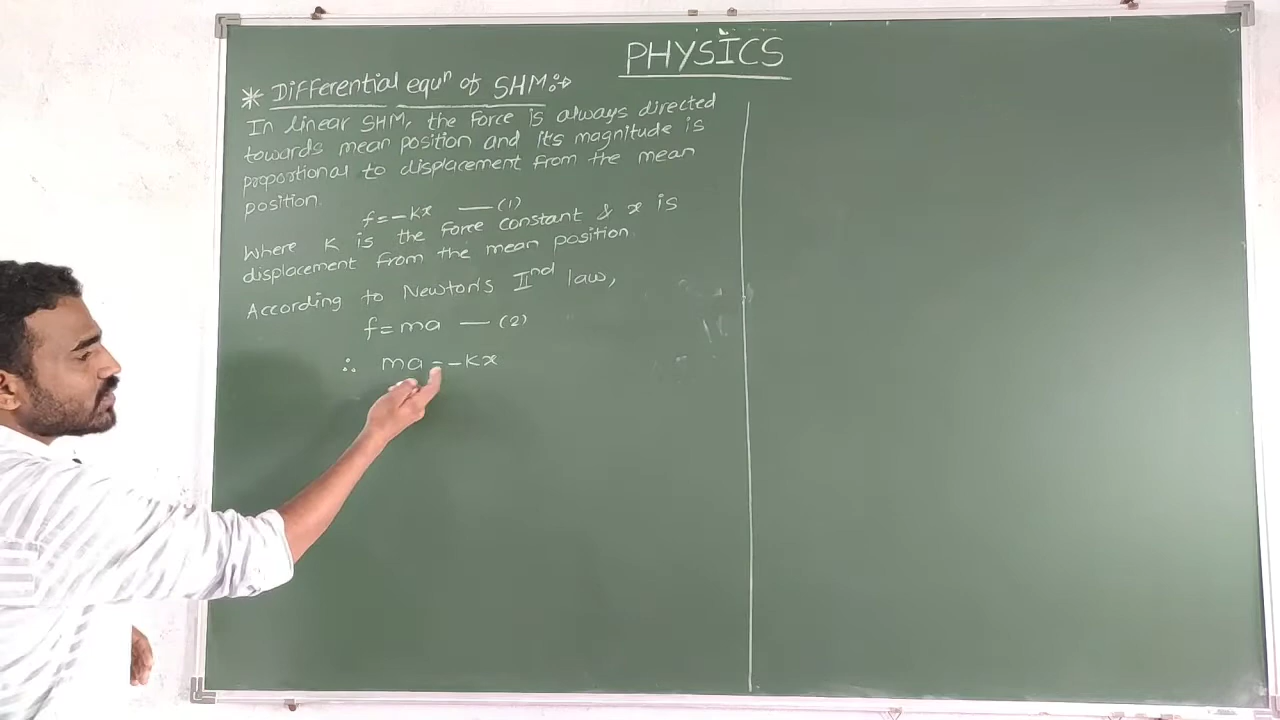 PHYSICS
* Differential equⁿ of SHM:→
In linear SHM, the force is always directed
towards mean position and its magnitude is
proportional to displacement from the mean
position.
f=-kx —(1)
Where k is the force constant & x is
displacement from the mean position
According to Newton's IInd law,
f=ma —(2)
∴ ma=-kx